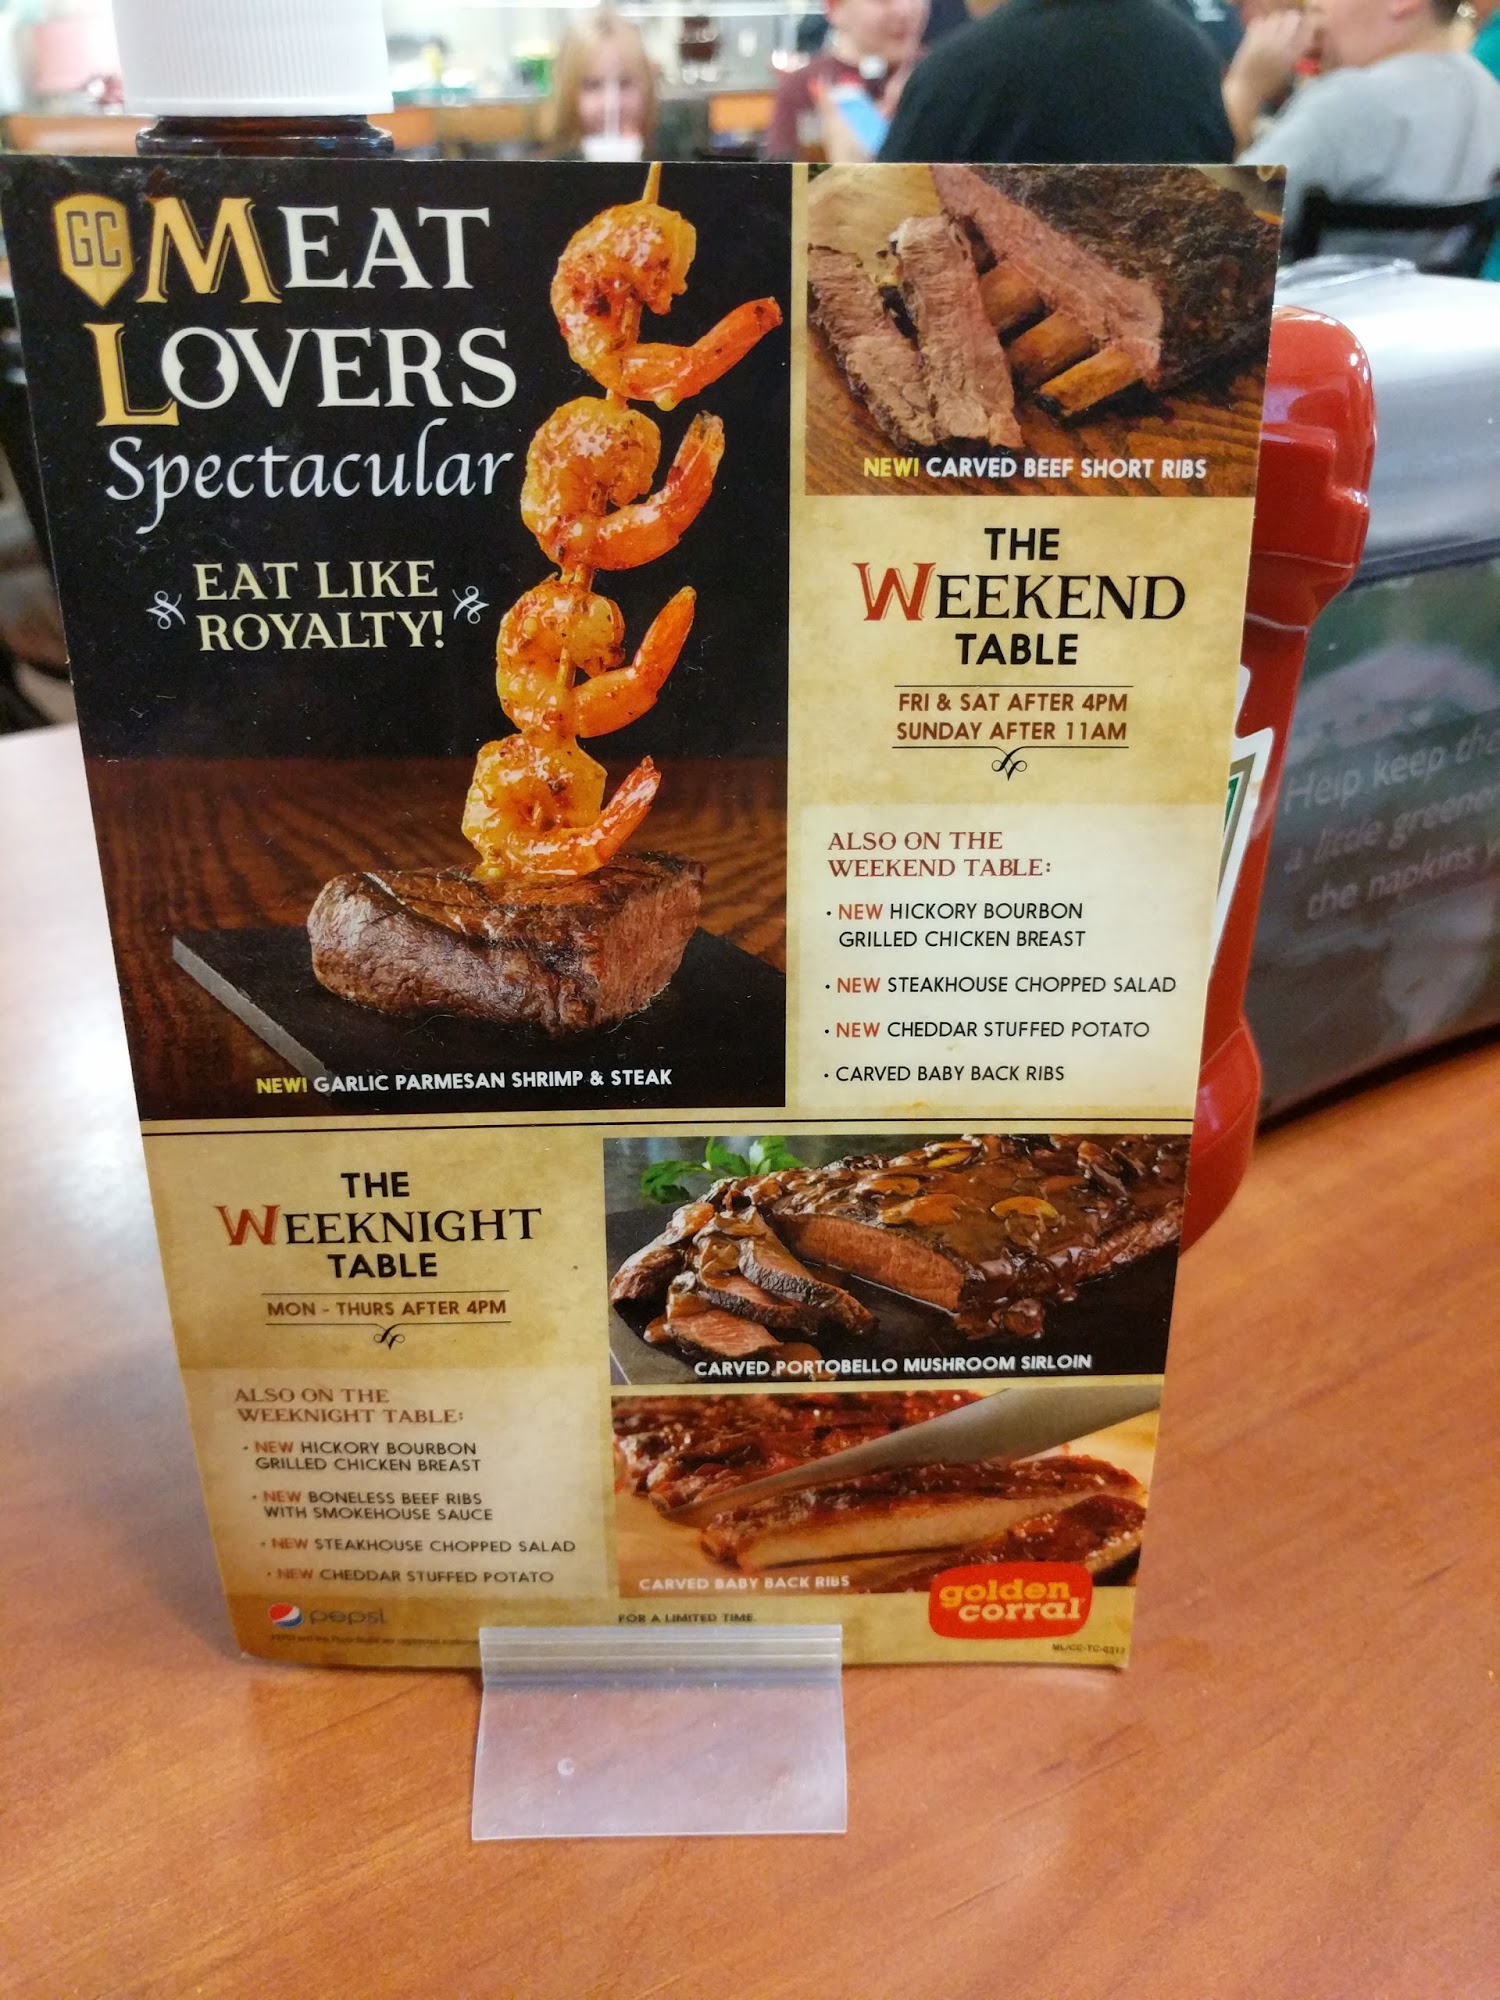 GC
MEAT
LOVERS
Spectacular
EAT LIKE
ROYALTY!
NEW! GARLIC PARMESAN SHRIMP & STEAK
NEW! CARVED BEEF SHORT RIBS
THE
WEEKEND
TABLE
FRI & SAT AFTER 4PM
SUNDAY AFTER 11AM
ALSO ON THE
WEEKEND TABLE:
• NEW HICKORY BOURBON
GRILLED CHICKEN BREAST
• NEW STEAKHOUSE CHOPPED SALAD
• NEW CHEDDAR STUFFED POTATO
• CARVED BABY BACK RIBS
THE
WEEKNIGHT
TABLE
MON - THURS AFTER 4PM
ALSO ON THE
WEEKNIGHT TABLE:
• NEW HICKORY BOURBON
GRILLED CHICKEN BREAST
• NEW BONELESS BEEF RIBS
WITH SMOKEHOUSE SAUCE
• NEW STEAKHOUSE CHOPPED SALAD
• NEW CHEDDAR STUFFED POTATO
CARVED PORTOBELLO MUSHROOM SIRLOIN
CARVED BABY BACK RIBS
golden
corral
pepsi
FOR A LIMITED TIME.
Help keep the
a little greener
the napkins